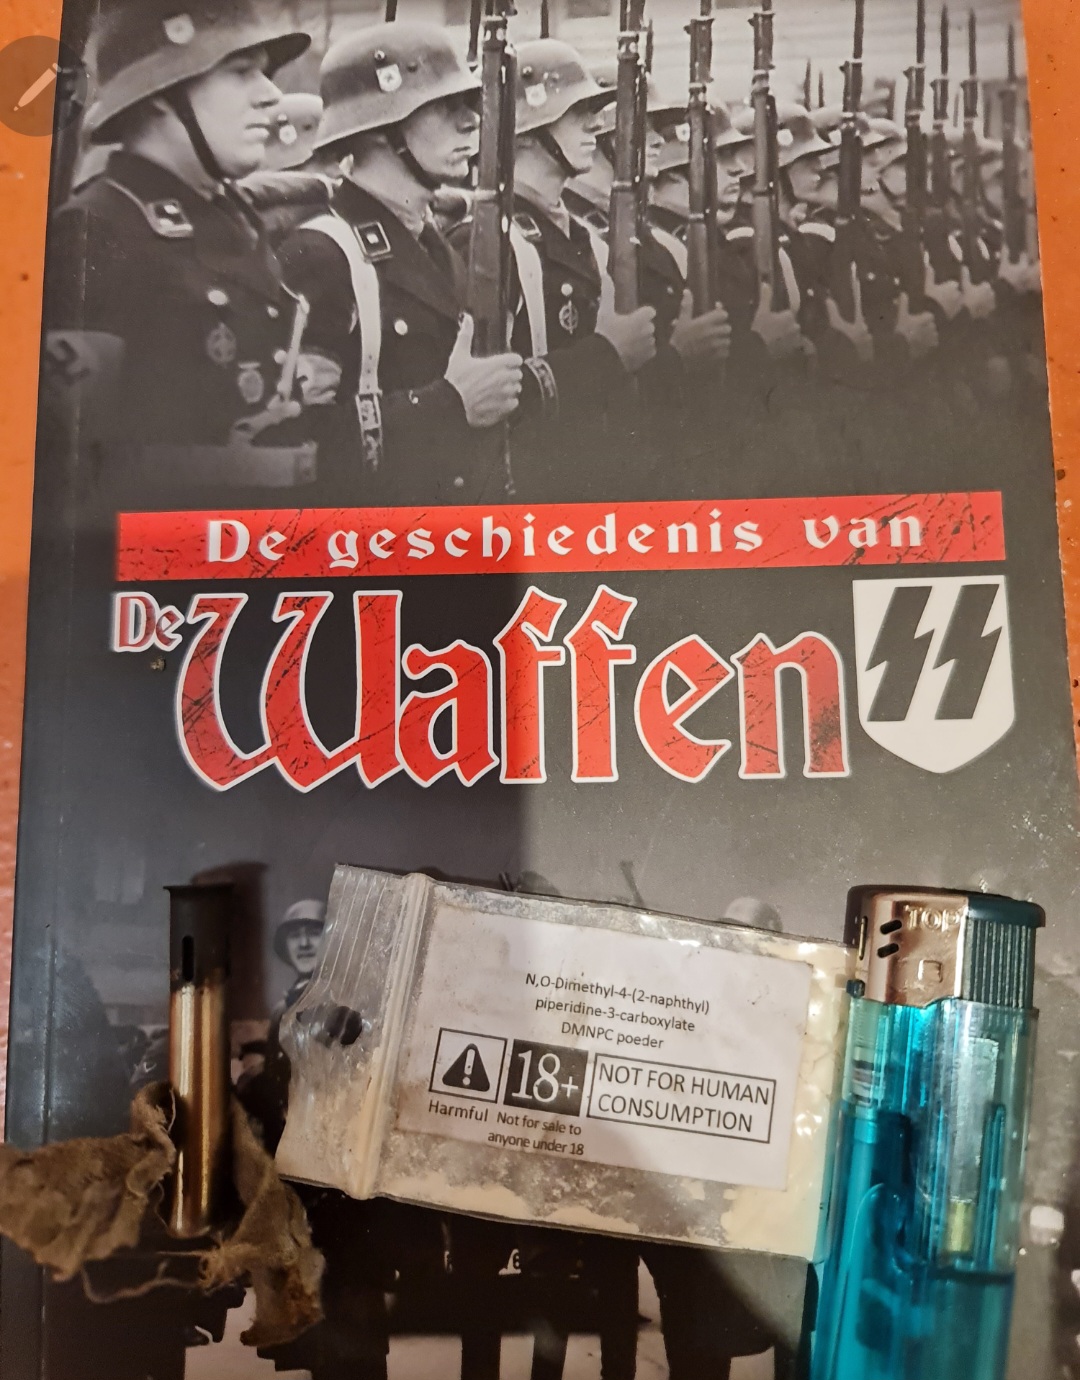 De geschiedenis van
De Waffen SS
N,O-Dimethyl-4-(2-naphthyl)
piperidine-3-carboxylate
DMNPC poeder
18+
NOT FOR HUMAN
CONSUMPTION
Harmful
Not for sale to
anyone under 18
TOP